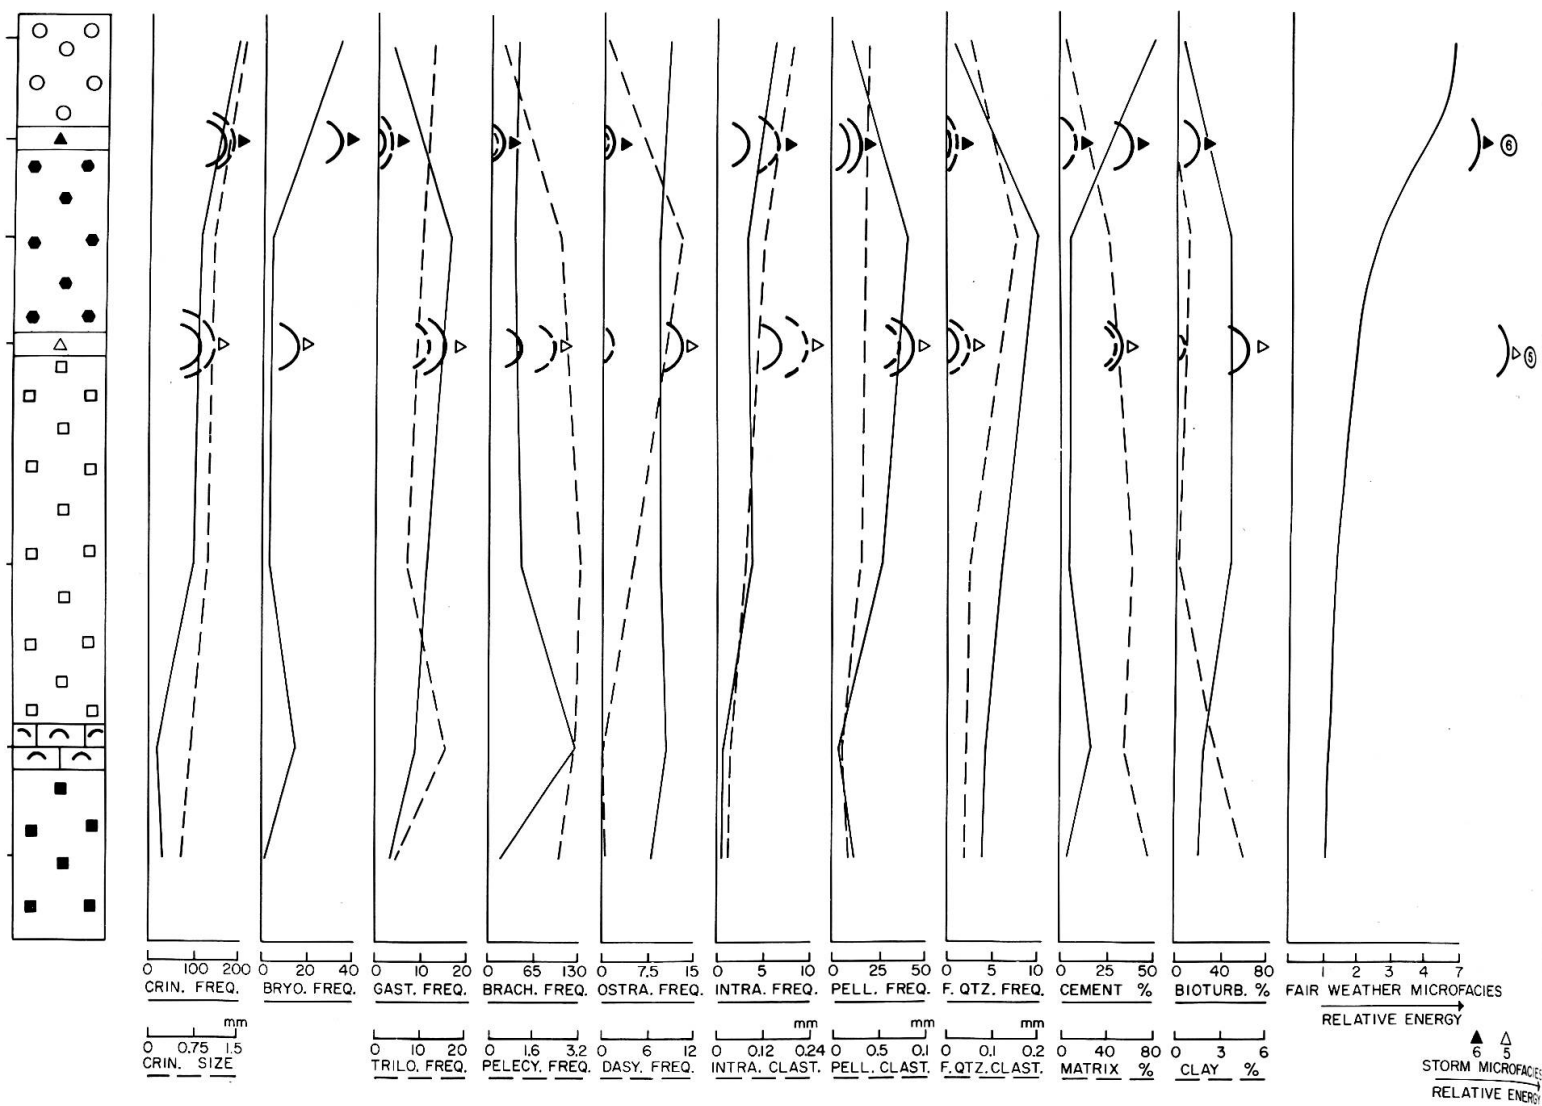 6
5
0 100 200 0 20 40 0 10 20 0 65 130 0 7.5 15 0 5 10 0 25 50 0 5 10 0 25 50 0 40 80 1 2 3 4 7
CRIN. FREQ. BRYO. FREQ. GAST. FREQ. BRACH. FREQ. OSTRA. FREQ. INTRA. FREQ. PELL. FREQ. F. QTZ. FREQ. CEMENT % BIOTURB. % FAIR WEATHER MICROFACIES
RELATIVE ENERGY
mm mm mm mm
0 0.75 1.5 0 10 20 0 1.6 3.2 0 6 12 0 0.12 0.24 0 0.5 0.1 0 0.1 0.2 0 40 80 0 3 6
CRIN. SIZE TRILO. FREQ. PELECY. FREQ. DASY. FREQ. INTRA. CLAST. PELL. CLAST. F. QTZ. CLAST. MATRIX % CLAY %
6 5
STORM MICROFACIES
RELATIVE ENERGY